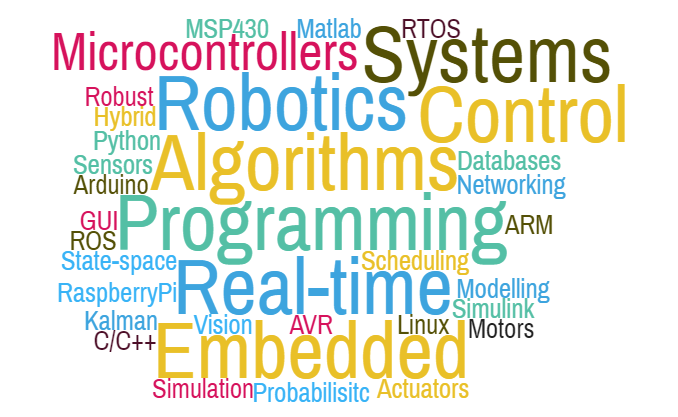 MSP430 Matlab RTOS
Microcontrollers Systems
Robust Robotics Control
Hybrid
Python Algorithms
Sensors Databases
Arduino Networking
GUI Programming ARM
ROS
State-space Scheduling
RaspberryPi Real-time Modelling
Simulink
Kalman Vision AVR Linux Motors
C/C++ Embedded
Simulation Probabilisitc Actuators